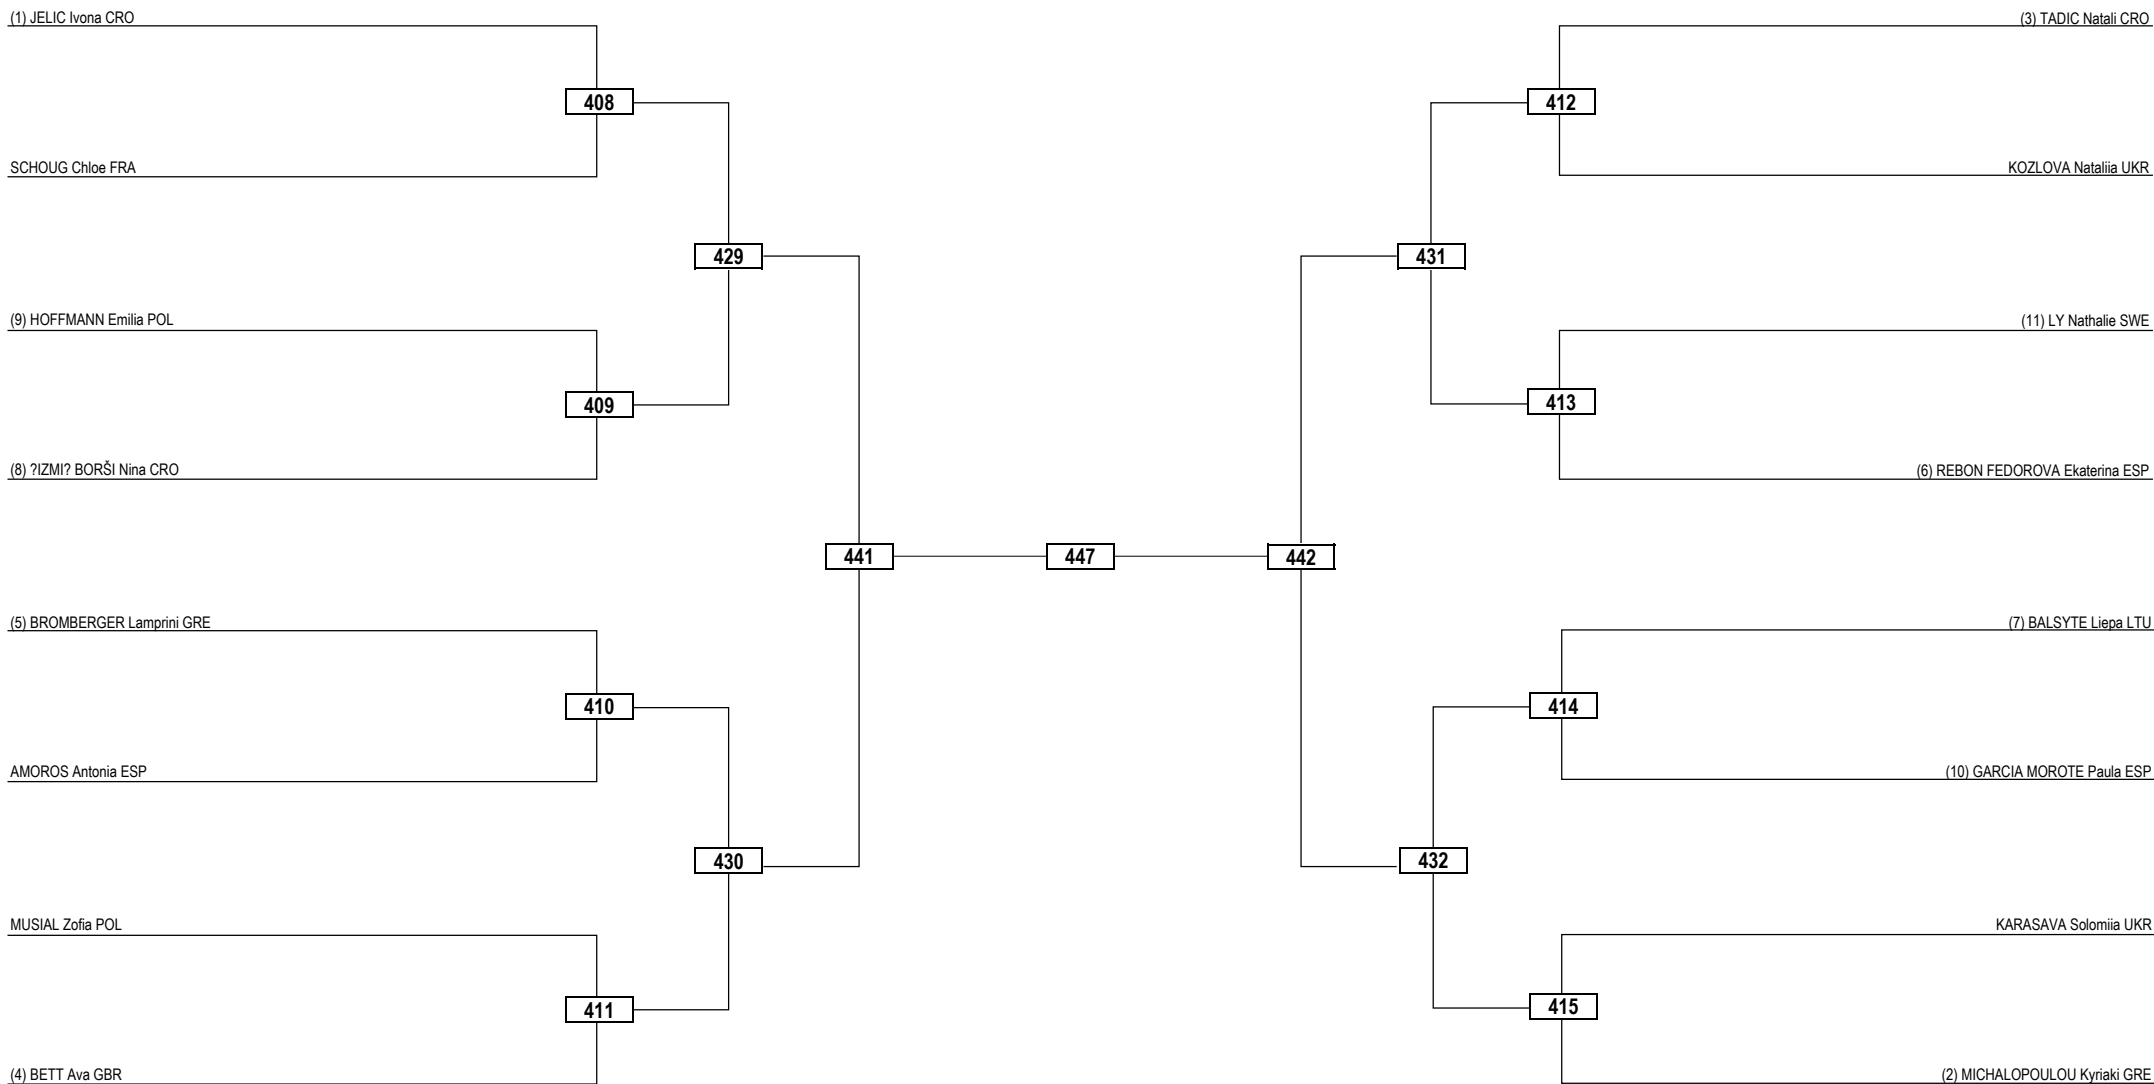 (1) JELIC Ivona CRO
(3) TADIC Natali CRO
408
412
SCHOUG Chloe FRA
KOZLOVA Nataliia UKR
429
431
(9) HOFFMANN Emilia POL
(11) LY Nathalie SWE
409
413
(8) ?IZMI? BORŠI Nina CRO
(6) REBON FEDOROVA Ekaterina ESP
441
447
442
(5) BROMBERGER Lamprini GRE
(7) BALSYTE Liepa LTU
410
414
AMOROS Antonia ESP
(10) GARCIA MOROTE Paula ESP
430
432
MUSIAL Zofia POL
KARASAVA Solomiia UKR
411
415
(4) BETT Ava GBR
(2) MICHALOPOULOU Kyriaki GRE